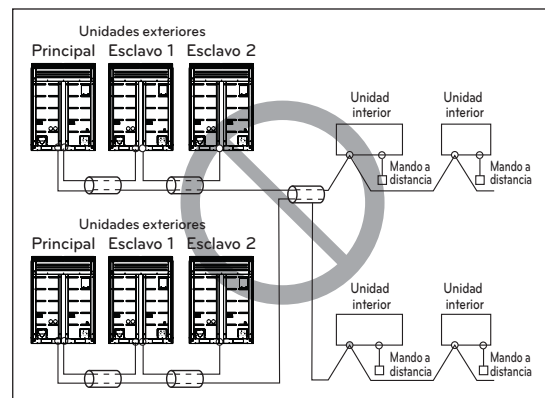 Unidades exteriores
Principal Esclavo 1 Esclavo 2
Unidad interior
Unidad interior
Mando a distancia
Mando a distancia
Unidades exteriores
Principal Esclavo 1 Esclavo 2
Unidad interior
Unidad interior
Mando a distancia
Mando a distancia